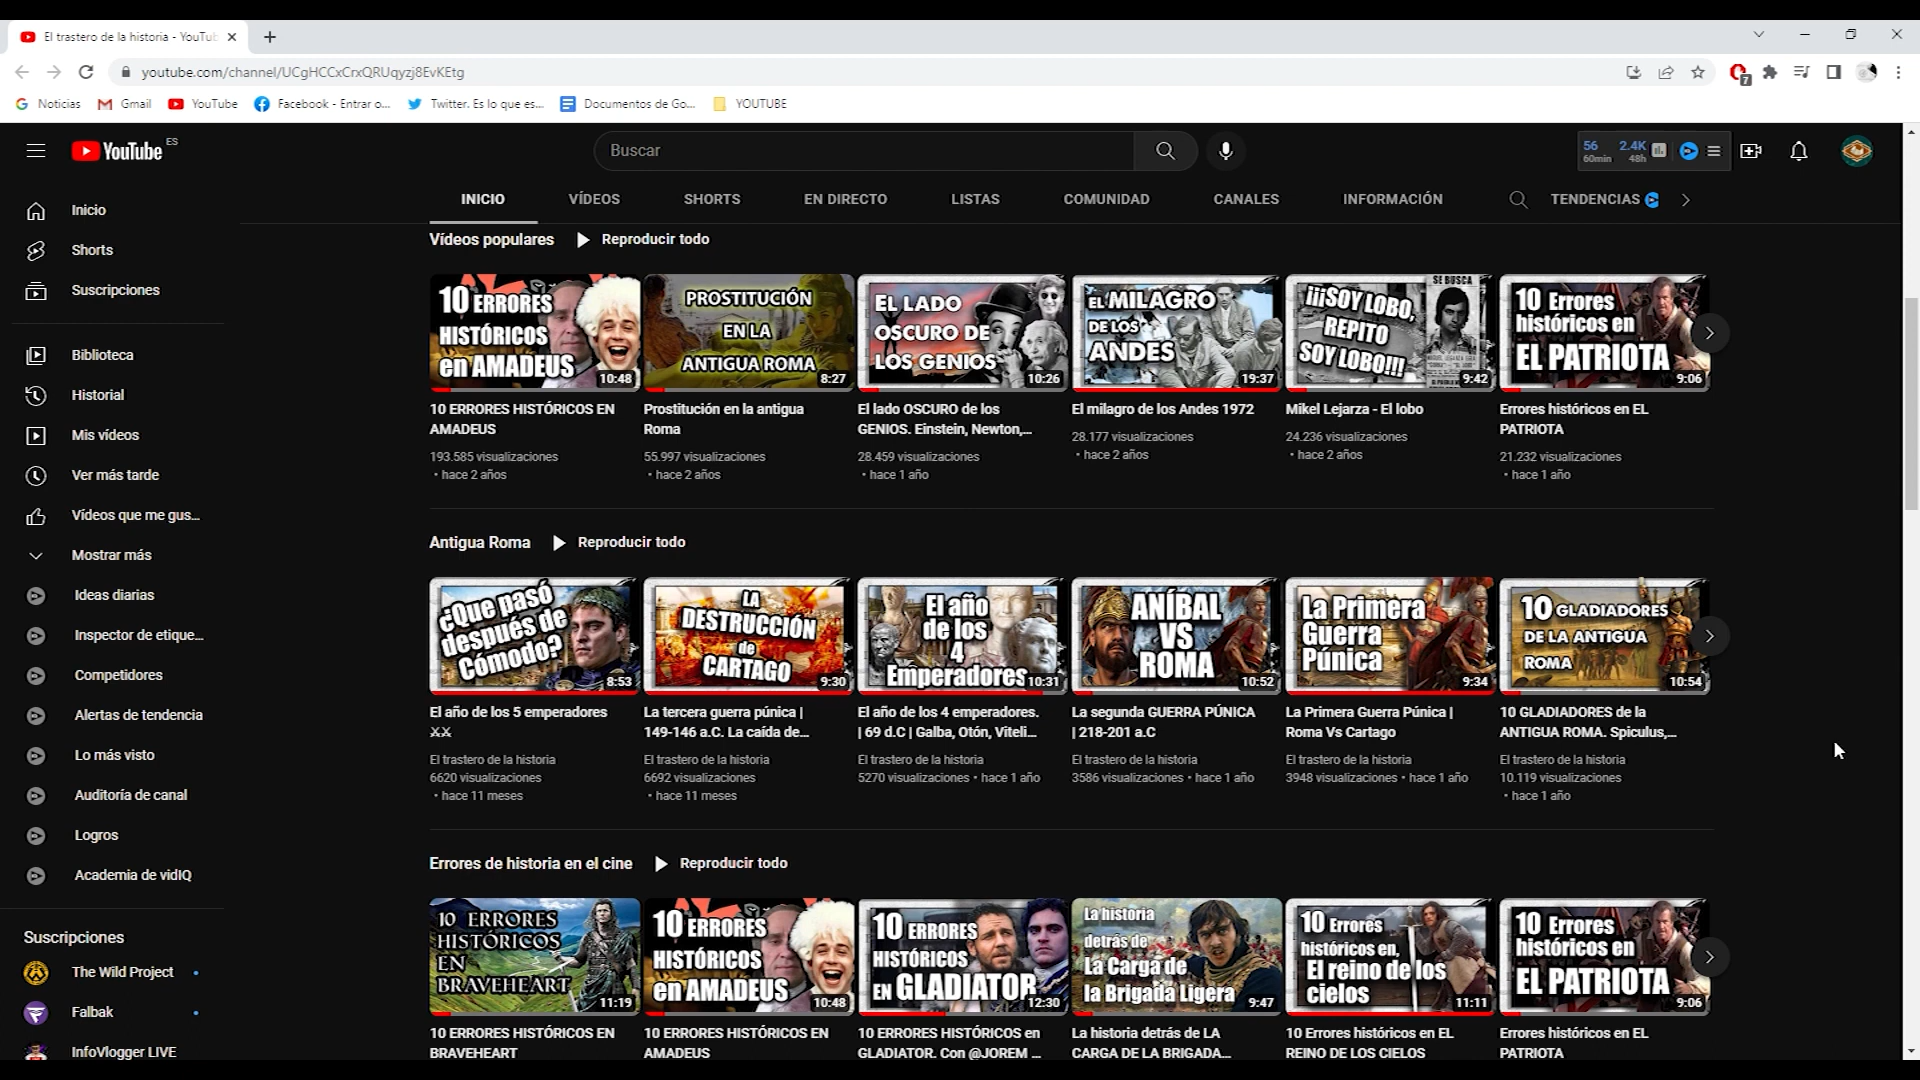 El trastero de la historia - YouTub
youtube.com/channel/UCgHCCxCrxQRUqyzj8EvKEtg
7
Noticias
Gmail
YouTube
Facebook - Entrar o...
Twitter. Es lo que es...
Documentos de Go...
YOUTUBE
YouTube ES
Buscar
56 2.4K
60min 48h
INICIO
VÍDEOS
SHORTS
EN DIRECTO
LISTAS
COMUNIDAD
CANALES
INFORMACIÓN
TENDENCIAS
Inicio
Shorts
Suscripciones
Biblioteca
Historial
Mis vídeos
Ver más tarde
Vídeos que me gus...
Mostrar más
Ideas diarias
Inspector de etique...
Competidores
Alertas de tendencia
Lo más visto
Auditoría de canal
Logros
Academia de vidIQ
Suscripciones
The Wild Project
Falbak
InfoVlogger LIVE
Vídeos populares
Reproducir todo
10 ERRORES
HISTÓRICOS
en AMADEUS
10:48
10 ERRORES HISTÓRICOS EN
AMADEUS
193.585 visualizaciones
• hace 2 años
PROSTITUCIÓN
EN LA
ANTIGUA ROMA
8:27
Prostitución en la antigua
Roma
55.997 visualizaciones
• hace 2 años
EL LADO
OSCURO DE
LOS GENIOS
10:26
El lado OSCURO de los
GENIOS. Einstein, Newton,...
28.459 visualizaciones
• hace 1 año
EL MILAGRO
DE LOS
ANDES
19:37
El milagro de los Andes 1972
28.177 visualizaciones
• hace 2 años
SE BUSCA
¡¡¡SOY LOBO,
REPITO
SOY LOBO!!!
9:42
Mikel Lejarza - El lobo
24.236 visualizaciones
• hace 2 años
10 Errores
históricos en
EL PATRIOTA
9:06
Errores históricos en EL
PATRIOTA
21.232 visualizaciones
• hace 1 año
Antigua Roma
Reproducir todo
¿Que pasó
después de
Cómodo?
8:53
El año de los 5 emperadores
⚔⚔
El trastero de la historia
6620 visualizaciones
• hace 11 meses
LA
DESTRUCCIÓN
de
CARTAGO
9:30
La tercera guerra púnica |
149-146 a.C. La caída de...
El trastero de la historia
6692 visualizaciones
• hace 11 meses
El año
de los
4
Emperadores
10:31
El año de los 4 emperadores.
| 69 d.C | Galba, Otón, Viteli...
El trastero de la historia
5270 visualizaciones • hace 1 año
ANÍBAL
VS
ROMA
10:52
La segunda GUERRA PÚNICA
| 218-201 a.C
El trastero de la historia
3586 visualizaciones • hace 1 año
La Primera
Guerra
Púnica
9:34
La Primera Guerra Púnica |
Roma Vs Cartago
El trastero de la historia
3948 visualizaciones • hace 1 año
10 GLADIADORES
DE LA ANTIGUA
ROMA
10:54
10 GLADIADORES de la
ANTIGUA ROMA. Spiculus,...
El trastero de la historia
10.119 visualizaciones
• hace 1 año
Errores de historia en el cine
Reproducir todo
10 ERRORES
HISTÓRICOS
EN
BRAVEHEART
11:19
10 ERRORES HISTÓRICOS EN
BRAVEHEART
10 ERRORES
HISTÓRICOS
en AMADEUS
10:48
10 ERRORES HISTÓRICOS EN
AMADEUS
10 ERRORES
HISTÓRICOS
EN GLADIATOR
12:30
10 ERRORES HISTÓRICOS en
GLADIATOR. Con @JOREM ...
La historia
detrás de
La Carga de
la Brigada Ligera
9:47
La historia detrás de LA
CARGA DE LA BRIGADA...
10 Errores
históricos en,
El reino de los
cielos
11:11
10 Errores históricos en EL
REINO DE LOS CIELOS
10 Errores
históricos en
EL PATRIOTA
9:06
Errores históricos en EL
PATRIOTA